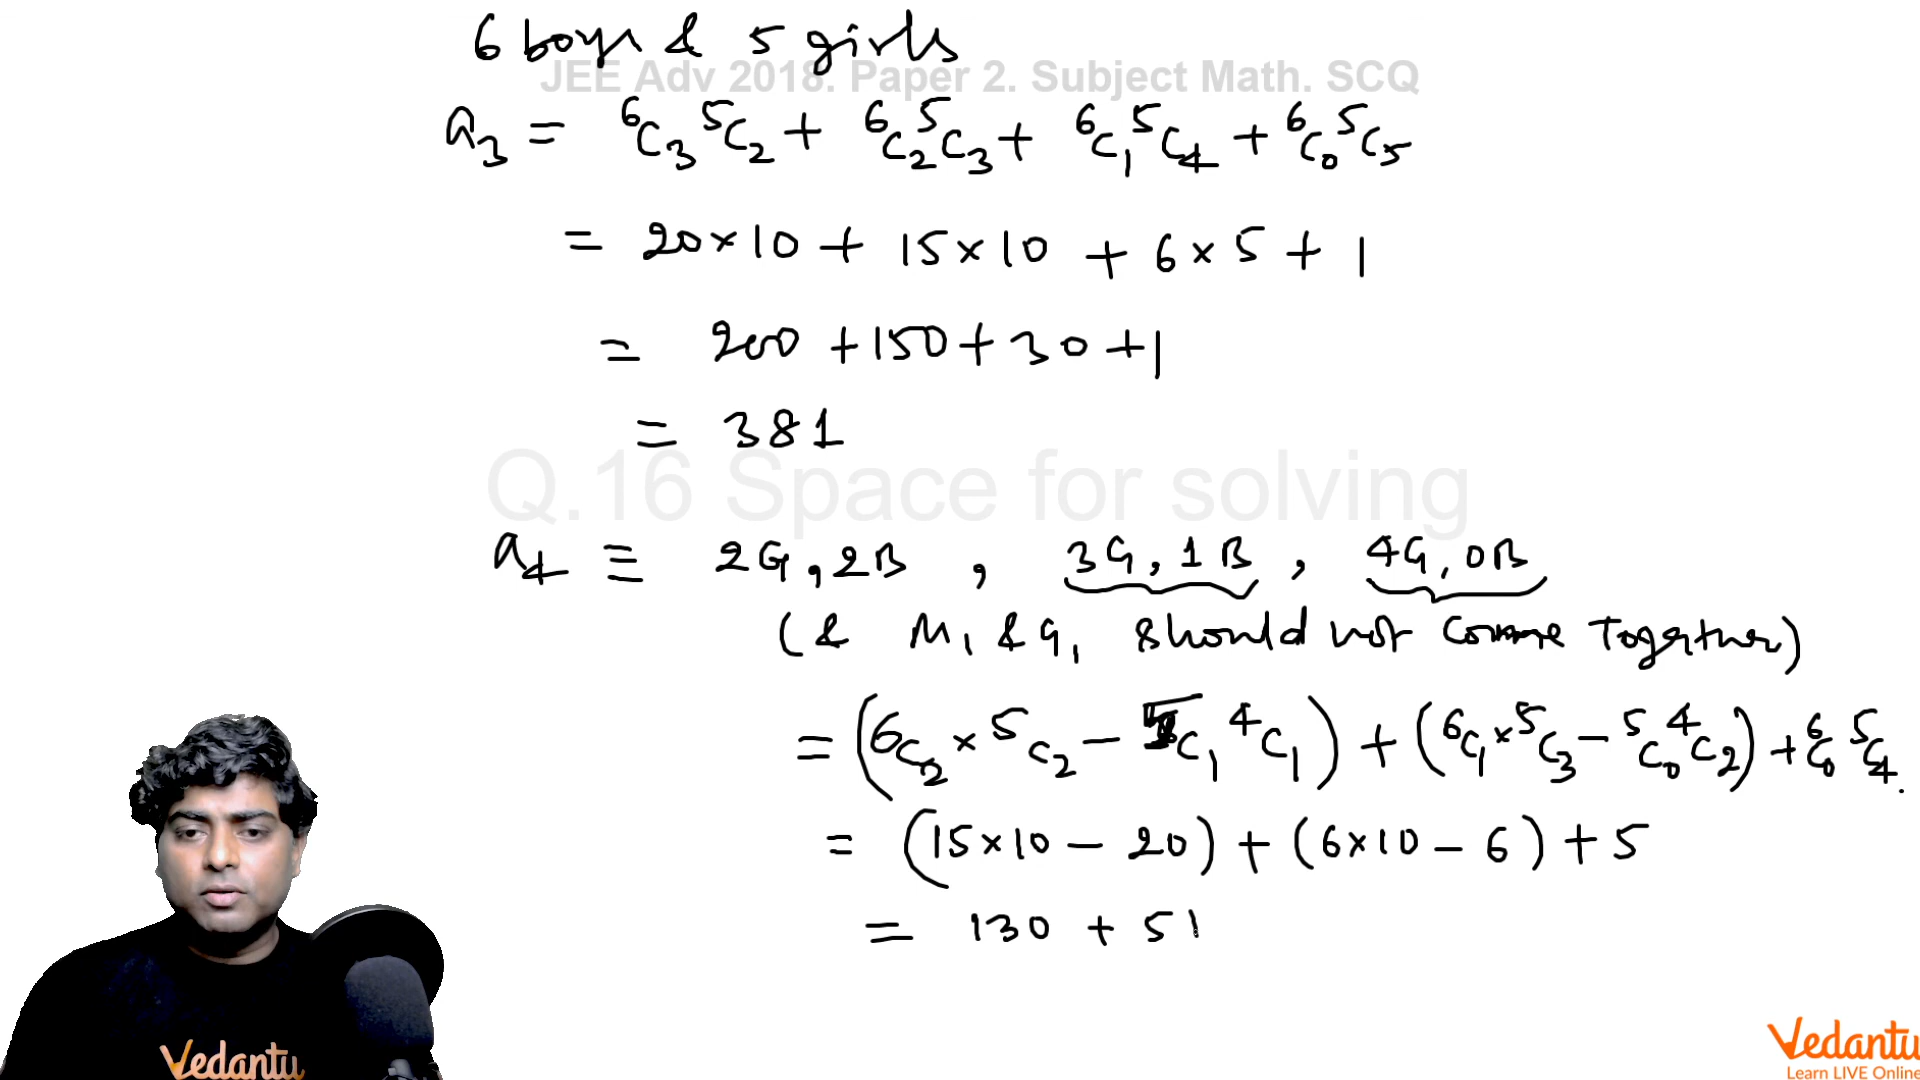 6 boys & 5 girls
JEE Adv 2018. Paper 2. Subject Math. SCQ
a₃ = ⁶C₃ ⁵C₂ + ⁶C₂ ⁵C₃ + ⁶C₁ ⁵C₄ + ⁶C₀ ⁵C₅
= 20×10 + 15×10 + 6×5 + 1
= 200 + 150 + 30 + 1
= 381
Q.16 Space for solving
a₄ ≡ 2G, 2B , 3G, 1B , 4G, 0B
(& M₁ & G₁ should not come together)
= (⁶C₂ × ⁵C₂ − ⁵C₁ ⁴C₁) + (⁶C₁ × ⁵C₃ − ⁵C₀ ⁴C₂) + ⁶C₀ ⁵C₄.
= (15×10 − 20) + (6×10 − 6) + 5
= 130 + 51
Vedantu
Vedantu
Learn LIVE Online